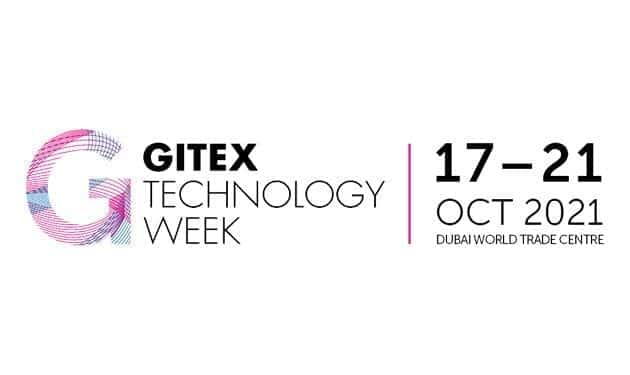 G
GITEX
TECHNOLOGY
WEEK
17–21
OCT 2021
DUBAI WORLD TRADE CENTRE